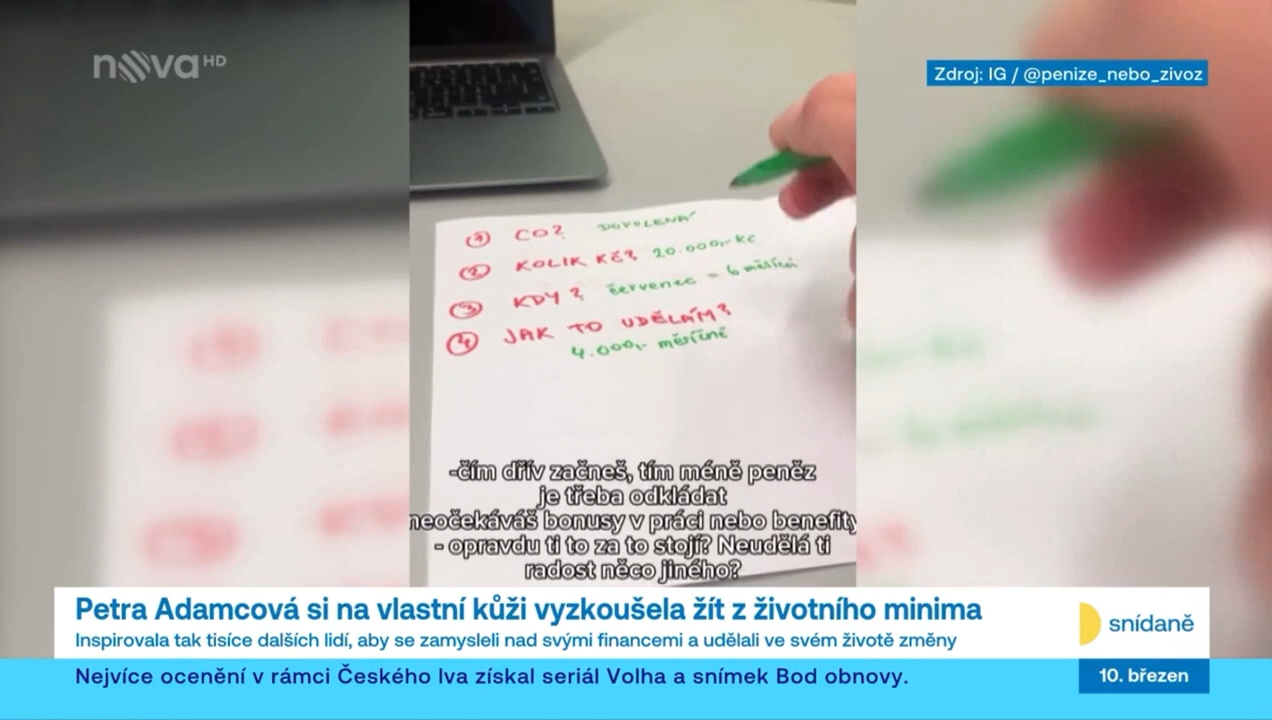 nova HD
Zdroj: IG / @penize_nebo_zivoz
1 CO? DOVOLENÁ
2 KOLIK KČ? 20.000,- KČ
3 KDY? červenec = 6 měsíců
4 JAK TO UDĚLÁM?
4.000,- měsíčně
-čím dřív začneš, tím méně peněz
je třeba odkládat
neočekáváš bonusy v práci nebo benefity
- opravdu ti to za to stojí? Neudělá ti
radost něco jiného?
Petra Adamcová si na vlastní kůži vyzkoušela žít z životního minima
Inspirovala tak tisíce dalších lidí, aby se zamysleli nad svými financemi a udělali ve svém životě změny
snídaně
Nejvíce ocenění v rámci Českého lva získal seriál Volha a snímek Bod obnovy.
10. březen